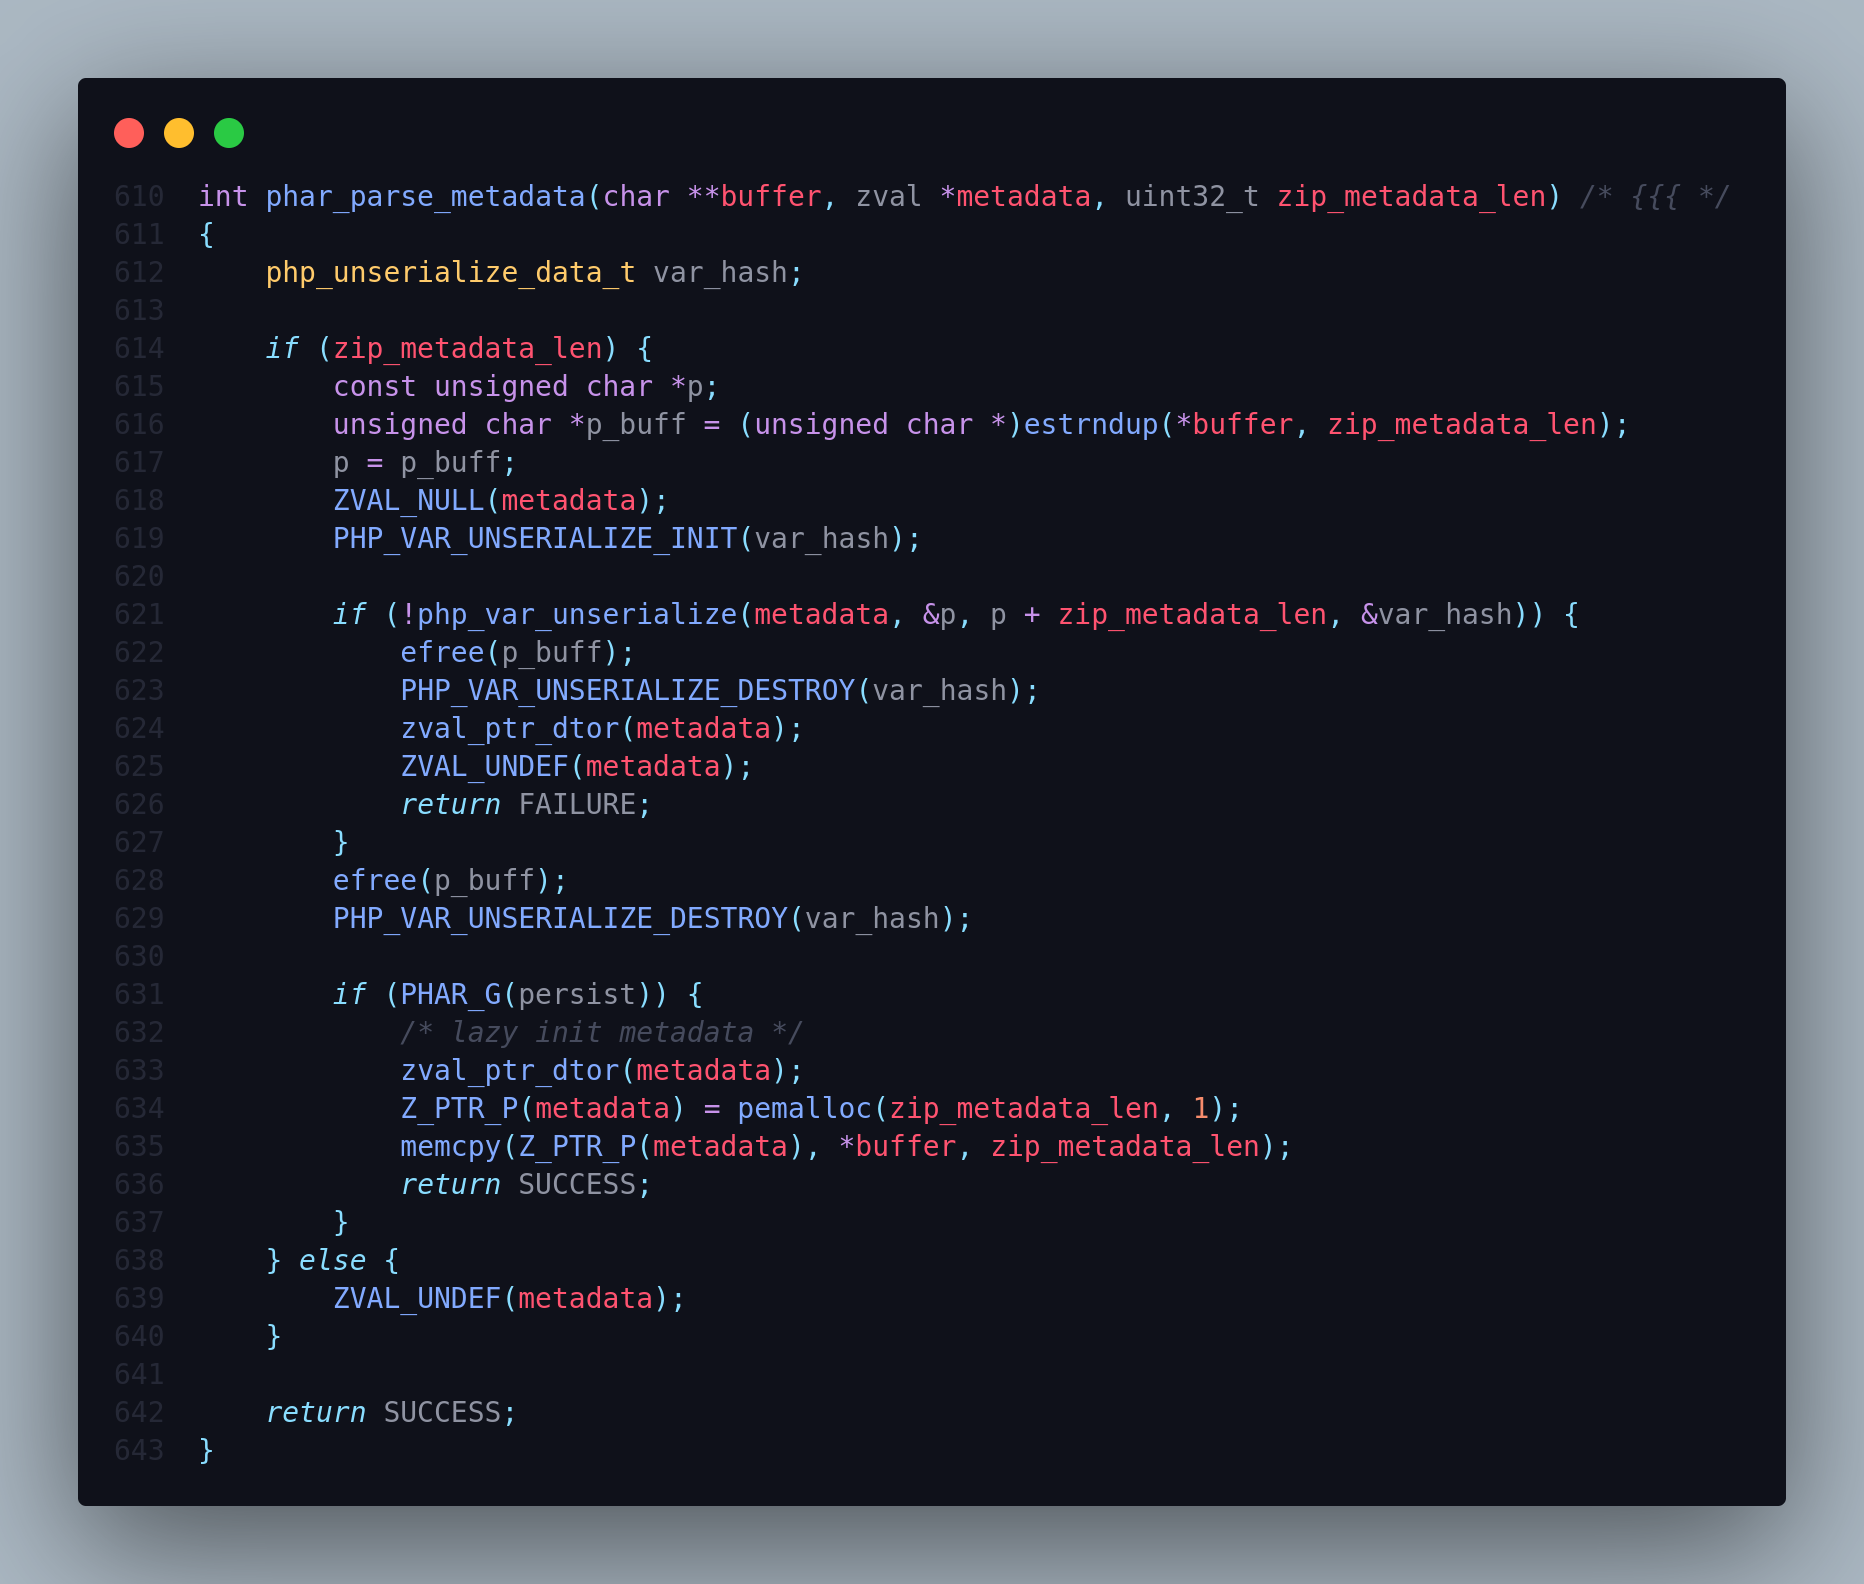 610 int phar_parse_metadata(char **buffer, zval *metadata, uint32_t zip_metadata_len) /* {{{ */
611 {
612     php_unserialize_data_t var_hash;
613
614     if (zip_metadata_len) {
615         const unsigned char *p;
616         unsigned char *p_buff = (unsigned char *)estrndup(*buffer, zip_metadata_len);
617         p = p_buff;
618         ZVAL_NULL(metadata);
619         PHP_VAR_UNSERIALIZE_INIT(var_hash);
620
621         if (!php_var_unserialize(metadata, &p, p + zip_metadata_len, &var_hash)) {
622             efree(p_buff);
623             PHP_VAR_UNSERIALIZE_DESTROY(var_hash);
624             zval_ptr_dtor(metadata);
625             ZVAL_UNDEF(metadata);
626             return FAILURE;
627         }
628         efree(p_buff);
629         PHP_VAR_UNSERIALIZE_DESTROY(var_hash);
630
631         if (PHAR_G(persist)) {
632             /* lazy init metadata */
633             zval_ptr_dtor(metadata);
634             Z_PTR_P(metadata) = pemalloc(zip_metadata_len, 1);
635             memcpy(Z_PTR_P(metadata), *buffer, zip_metadata_len);
636             return SUCCESS;
637         }
638     } else {
639         ZVAL_UNDEF(metadata);
640     }
641
642     return SUCCESS;
643 }